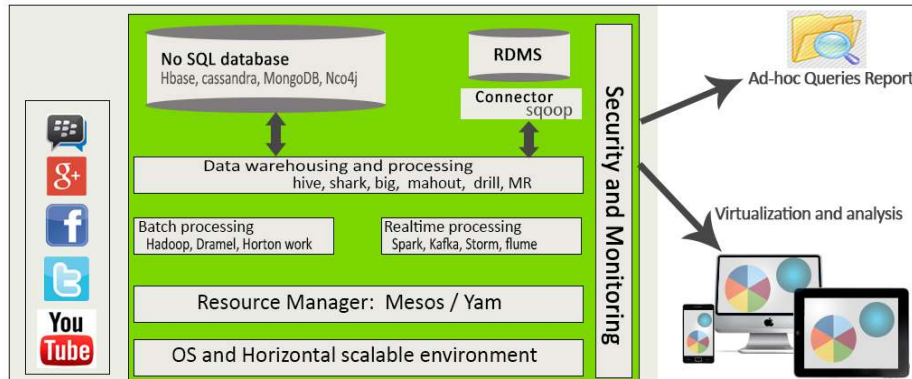 No SQL database
Hbase, cassandra, MongoDB, Nco4j
RDMS
Connector
sqoop
Data warehousing and processing
hive, shark, big, mahout, drill, MR
Batch processing
Hadoop, Dramel, Horton work
Realtime processing
Spark, Kafka, Storm, flume
Resource Manager: Mesos / Yam
OS and Horizontal scalable environment
Security and Monitoring
g+
f
You
Tube
Ad-hoc Queries Report
Virtualization and analysis